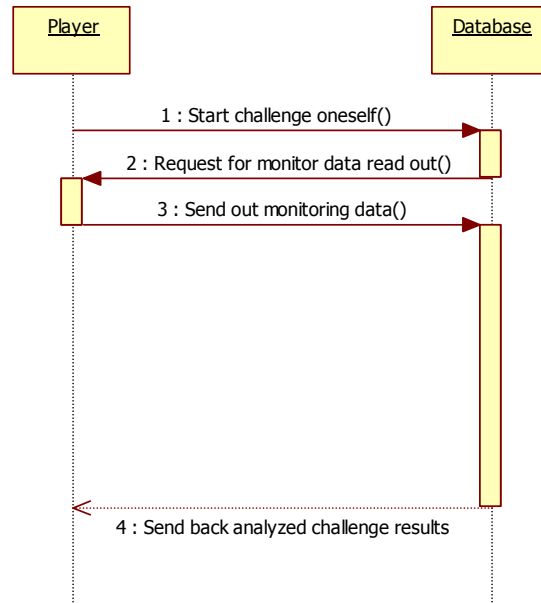 Player
Database
1 : Start challenge oneself()
2 : Request for monitor data read out()
3 : Send out monitoring data()
4 : Send back analyzed challenge results